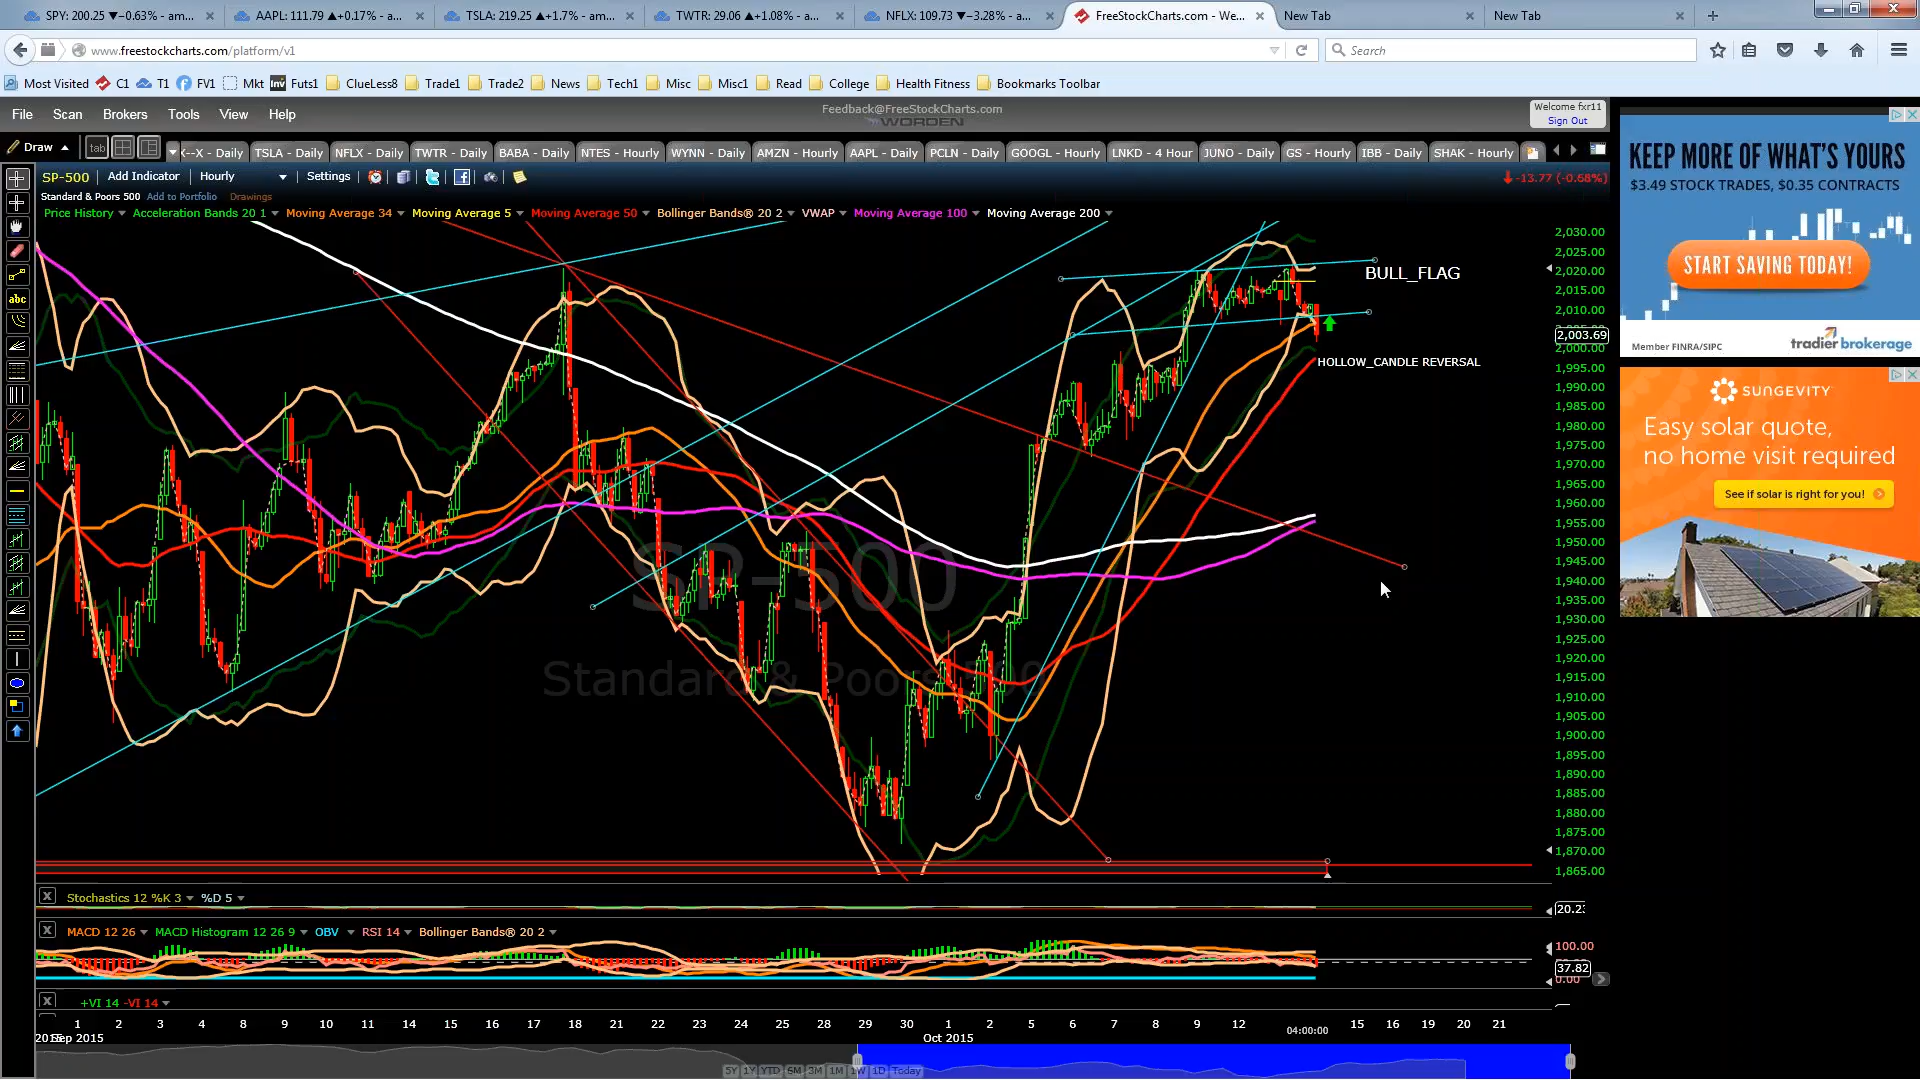 SPY: 200.25 ▼−0.63% - am...
AAPL: 111.79 ▲+0.17% - a...
TSLA: 219.25 ▲+1.7% - am...
TWTR: 29.06 ▲+1.08% - a...
NFLX: 109.73 ▼−3.28% - a...
FreeStockCharts.com - We...
New Tab
New Tab
www.freestockcharts.com/platform/v1
Search
Most Visited C1 T1 FV1 Mkt Futs1 ClueLess8 Trade1 Trade2 News Tech1 Misc Misc1 Read College Health Fitness Bookmarks Toolbar
File Scan Brokers Tools View Help
Feedback@FreeStockCharts.com
WORDEN
Welcome fxr11
Sign Out
Draw
tab
X--X - Daily TSLA - Daily NFLX - Daily TWTR - Daily BABA - Daily NTES - Hourly WYNN - Daily AMZN - Hourly AAPL - Daily PCLN - Daily GOOGL - Hourly LNKD - 4 Hour JUNO - Daily GS - Hourly IBB - Daily SHAK - Hourly
SP-500 Add Indicator Hourly Settings
-13.77 (-0.68%)
Standard & Poors 500 Add to Portfolio Drawings
Price History Acceleration Bands 20 1 Moving Average 34 Moving Average 5 Moving Average 50 Bollinger Bands® 20 2 VWAP Moving Average 100 Moving Average 200
abc
BULL_FLAG
HOLLOW_CANDLE REVERSAL
SP-500
Standard & Poors 500
2,030.00
2,025.00
2,020.00
2,015.00
2,010.00
2,003.69
2,000.00
1,995.00
1,990.00
1,985.00
1,980.00
1,975.00
1,970.00
1,965.00
1,960.00
1,955.00
1,950.00
1,945.00
1,940.00
1,935.00
1,930.00
1,925.00
1,920.00
1,915.00
1,910.00
1,905.00
1,900.00
1,895.00
1,890.00
1,885.00
1,880.00
1,875.00
1,870.00
1,865.00
Stochastics 12 %K 3 %D 5
MACD 12 26 MACD Histogram 12 26 9 OBV RSI 14 Bollinger Bands® 20 2
100.00
37.82
0.00
+VI 14 -VI 14
1 2 3 4 8 9 10 11 14 15 16 17 18 21 22 23 24 25 28 29 30 1 2 5 6 7 8 9 12 04:00:00 15 16 19 20 21
Sep 2015
Oct 2015
5Y 1Y YTD 6M 3M 1M 1W 1D Today
KEEP MORE OF WHAT'S YOURS
$3.49 STOCK TRADES, $0.35 CONTRACTS
START SAVING TODAY!
Member FINRA/SIPC
tradier brokerage
SUNGEVITY
Easy solar quote,
no home visit required
See if solar is right for you!